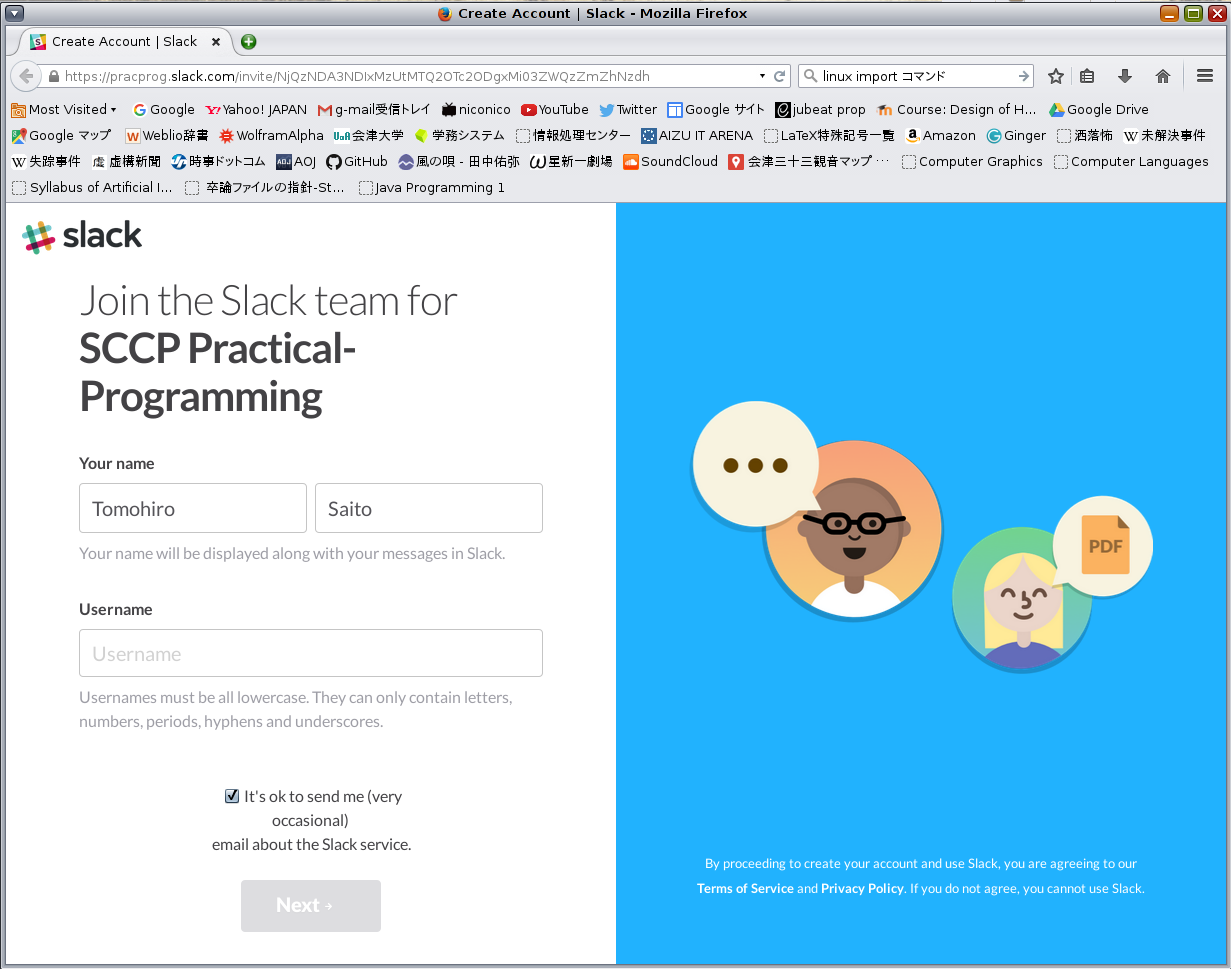 Create Account | Slack - Mozilla Firefox
Create Account | Slack
https://pracprog.slack.com/invite/NjQzNDA3NDIxMzUtMTQ2OTc2ODgxMi03ZWQzZmZhNzdh
linux import コマンド
Most Visited Google Yahoo! JAPAN g-mail受信トレイ niconico YouTube Twitter Google サイト jubeat prop Course: Design of H... Google Drive
Google マップ Weblio辞書 WolframAlpha UoA 会津大学 学務システム 情報処理センター AIZU IT ARENA LaTeX特殊記号一覧 Amazon Ginger 洒落怖 W 未解決事件
W 失踪事件 虚 虚構新聞 時事ドットコム AOJ AOJ GitHub 風の唄 - 田中佑弥 星新一劇場 SoundCloud 会津三十三観音マップ ... Computer Graphics Computer Languages
Syllabus of Artificial I... 卒論ファイルの指針-St... Java Programming 1
slack
Join the Slack team for
SCCP Practical-
Programming
Your name
Tomohiro Saito
Your name will be displayed along with your messages in Slack.
Username
Username
Usernames must be all lowercase. They can only contain letters,
numbers, periods, hyphens and underscores.
It's ok to send me (very
occasional)
email about the Slack service.
Next →
PDF
By proceeding to create your account and use Slack, you are agreeing to our
Terms of Service and Privacy Policy. If you do not agree, you cannot use Slack.